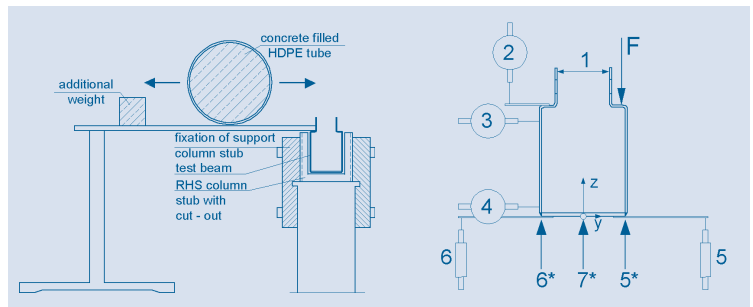 concrete filled
HDPE tube
additional
weight
fixation of support
column stub
test beam
RHS column
stub with
cut - out
2
1
F
3
4
z
y
6
6*
7*
5*
5